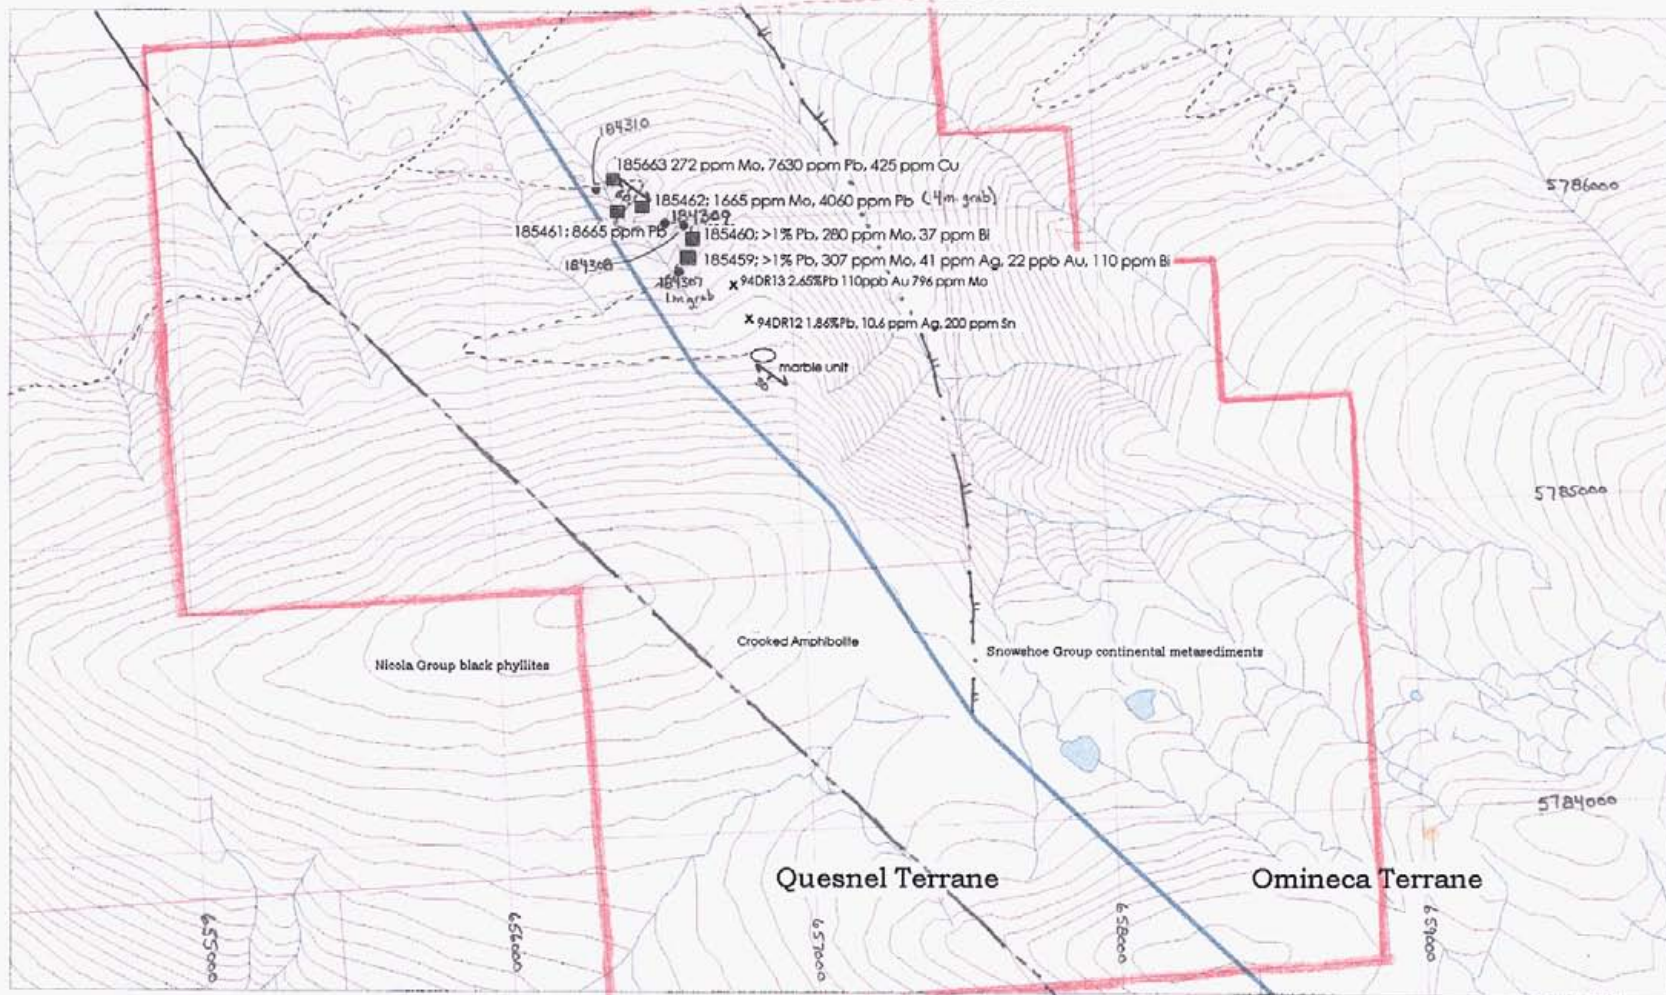 184310
185663 272 ppm Mo, 7630 ppm Pb, 425 ppm Cu
5786000
185462; 1665 ppm Mo, 4060 ppm Pb (.4m grab)
184309
185461; 8665 ppm Pb
185460; >1% Pb, 280 ppm Mo, 37 ppm Bi
184308
185459; >1% Pb, 307 ppm Mo, 41 ppm Ag, 22 ppb Au, 110 ppm Bi
184307
1m grab
x 94DR13 2.65%Pb 110ppb Au 796 ppm Mo
x 94DR12 1.86%Pb, 10.6 ppm Ag, 200 ppm Sn
marble unit
5785000
Crooked Amphibolite
Snowshoe Group continental metasediments
Nicola Group black phyllites
5784000
Quesnel Terrane
Omineca Terrane
655000
656000
657000
658000
659000